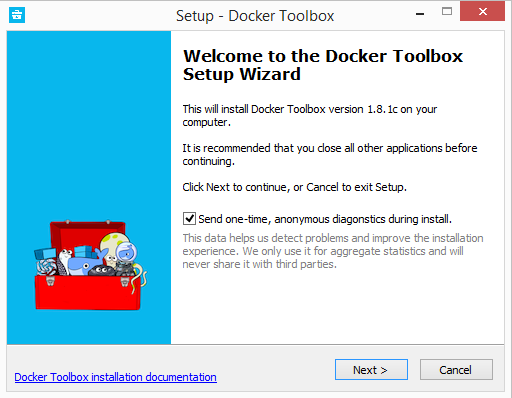 Setup - Docker Toolbox
Welcome to the Docker Toolbox
Setup Wizard
This will install Docker Toolbox version 1.8.1c on your
computer.
It is recommended that you close all other applications before
continuing.
Click Next to continue, or Cancel to exit Setup.
Send one-time, anonymous diagonstics during install.
This data helps us detect problems and improve the installation
experience. We only use it for aggregate statistics and will
never share it with third parties.
Docker Toolbox installation documentation
Next >
Cancel